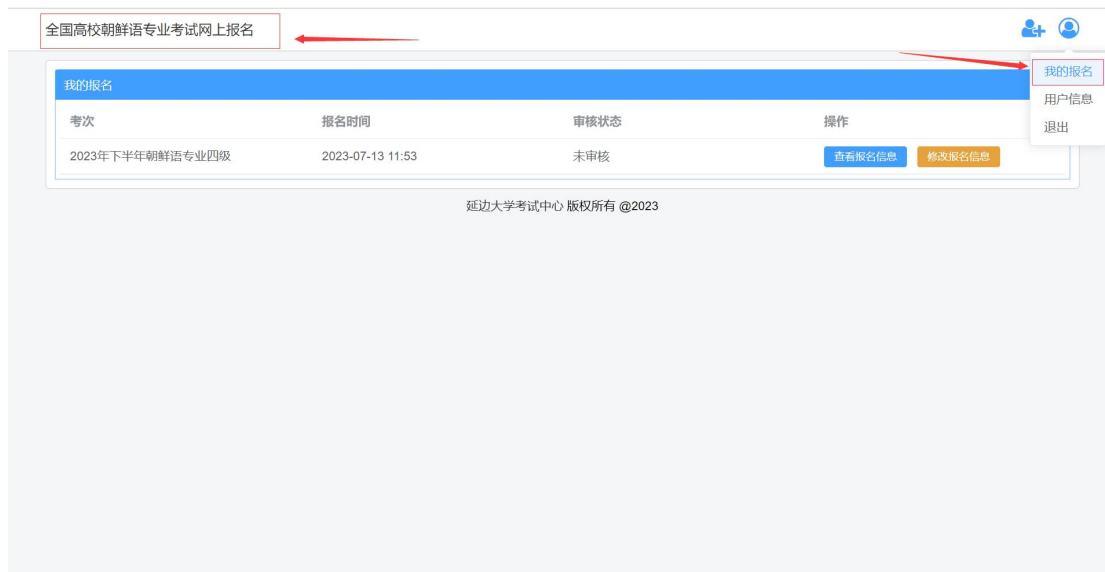 全国高校朝鲜语专业考试网上报名
我的报名
用户信息
退出
我的报名
考次 报名时间 审核状态 操作
2023年下半年朝鲜语专业四级 2023-07-13 11:53 未审核 查看报名信息 修改报名信息
延边大学考试中心 版权所有 @2023